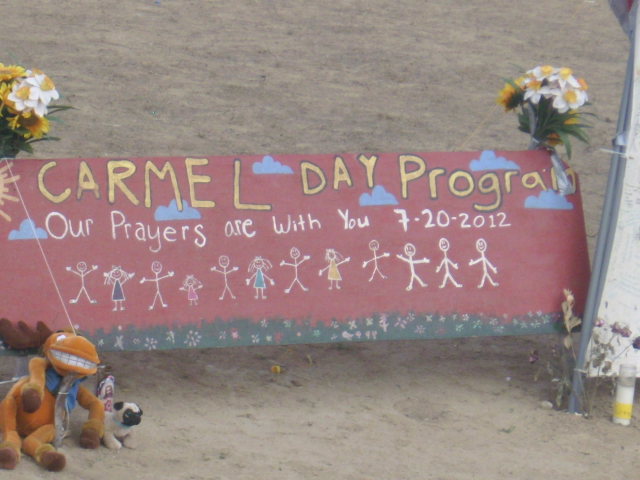 CARMEL DAY Program
Our Prayers are With You 7-20-2012